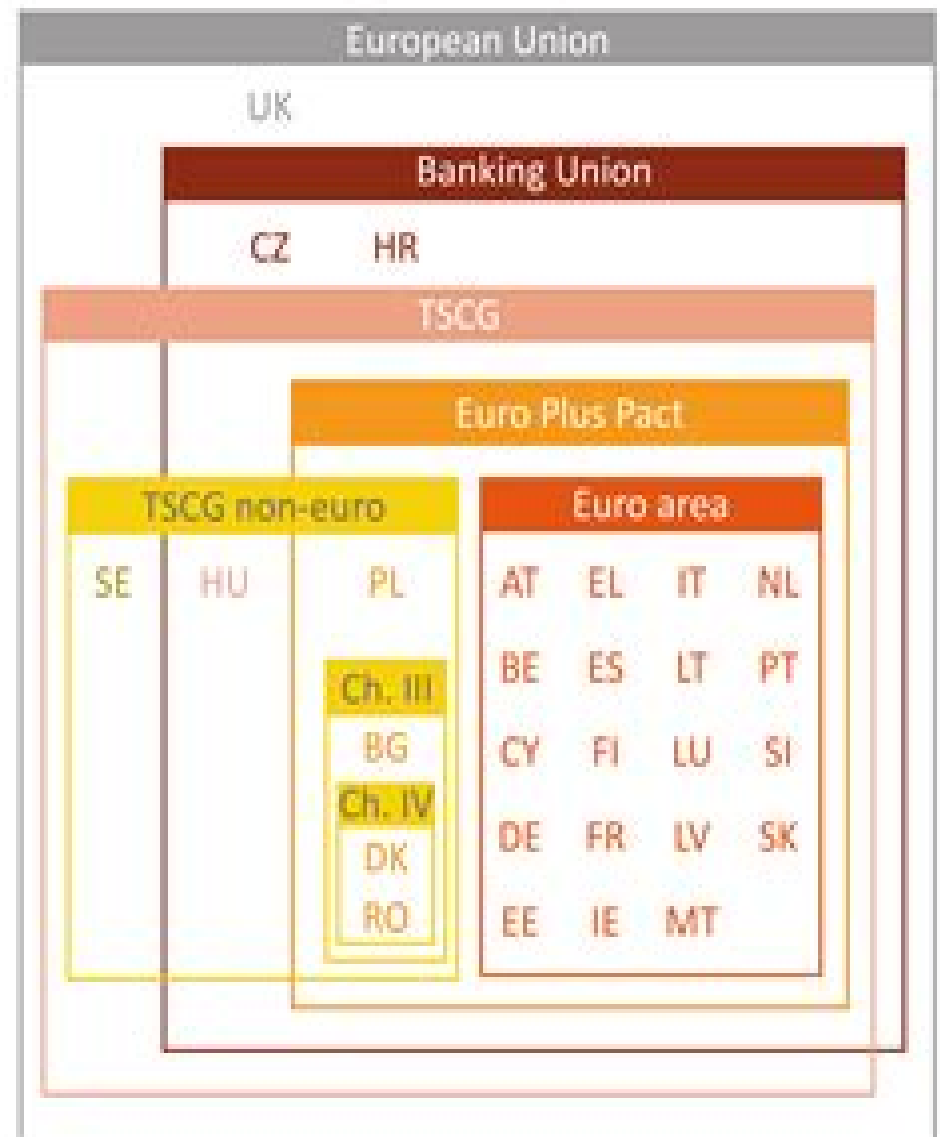 European Union
UK
Banking Union
CZ HR
TSCG
Euro Plus Pact
TSCG non-euro Euro area
SE HU PL AT EL IT NL
BE ES LT PT
Ch. III
BG CY FI LU SI
Ch. IV
DE FR LV SK
DK
RO EE IE MT